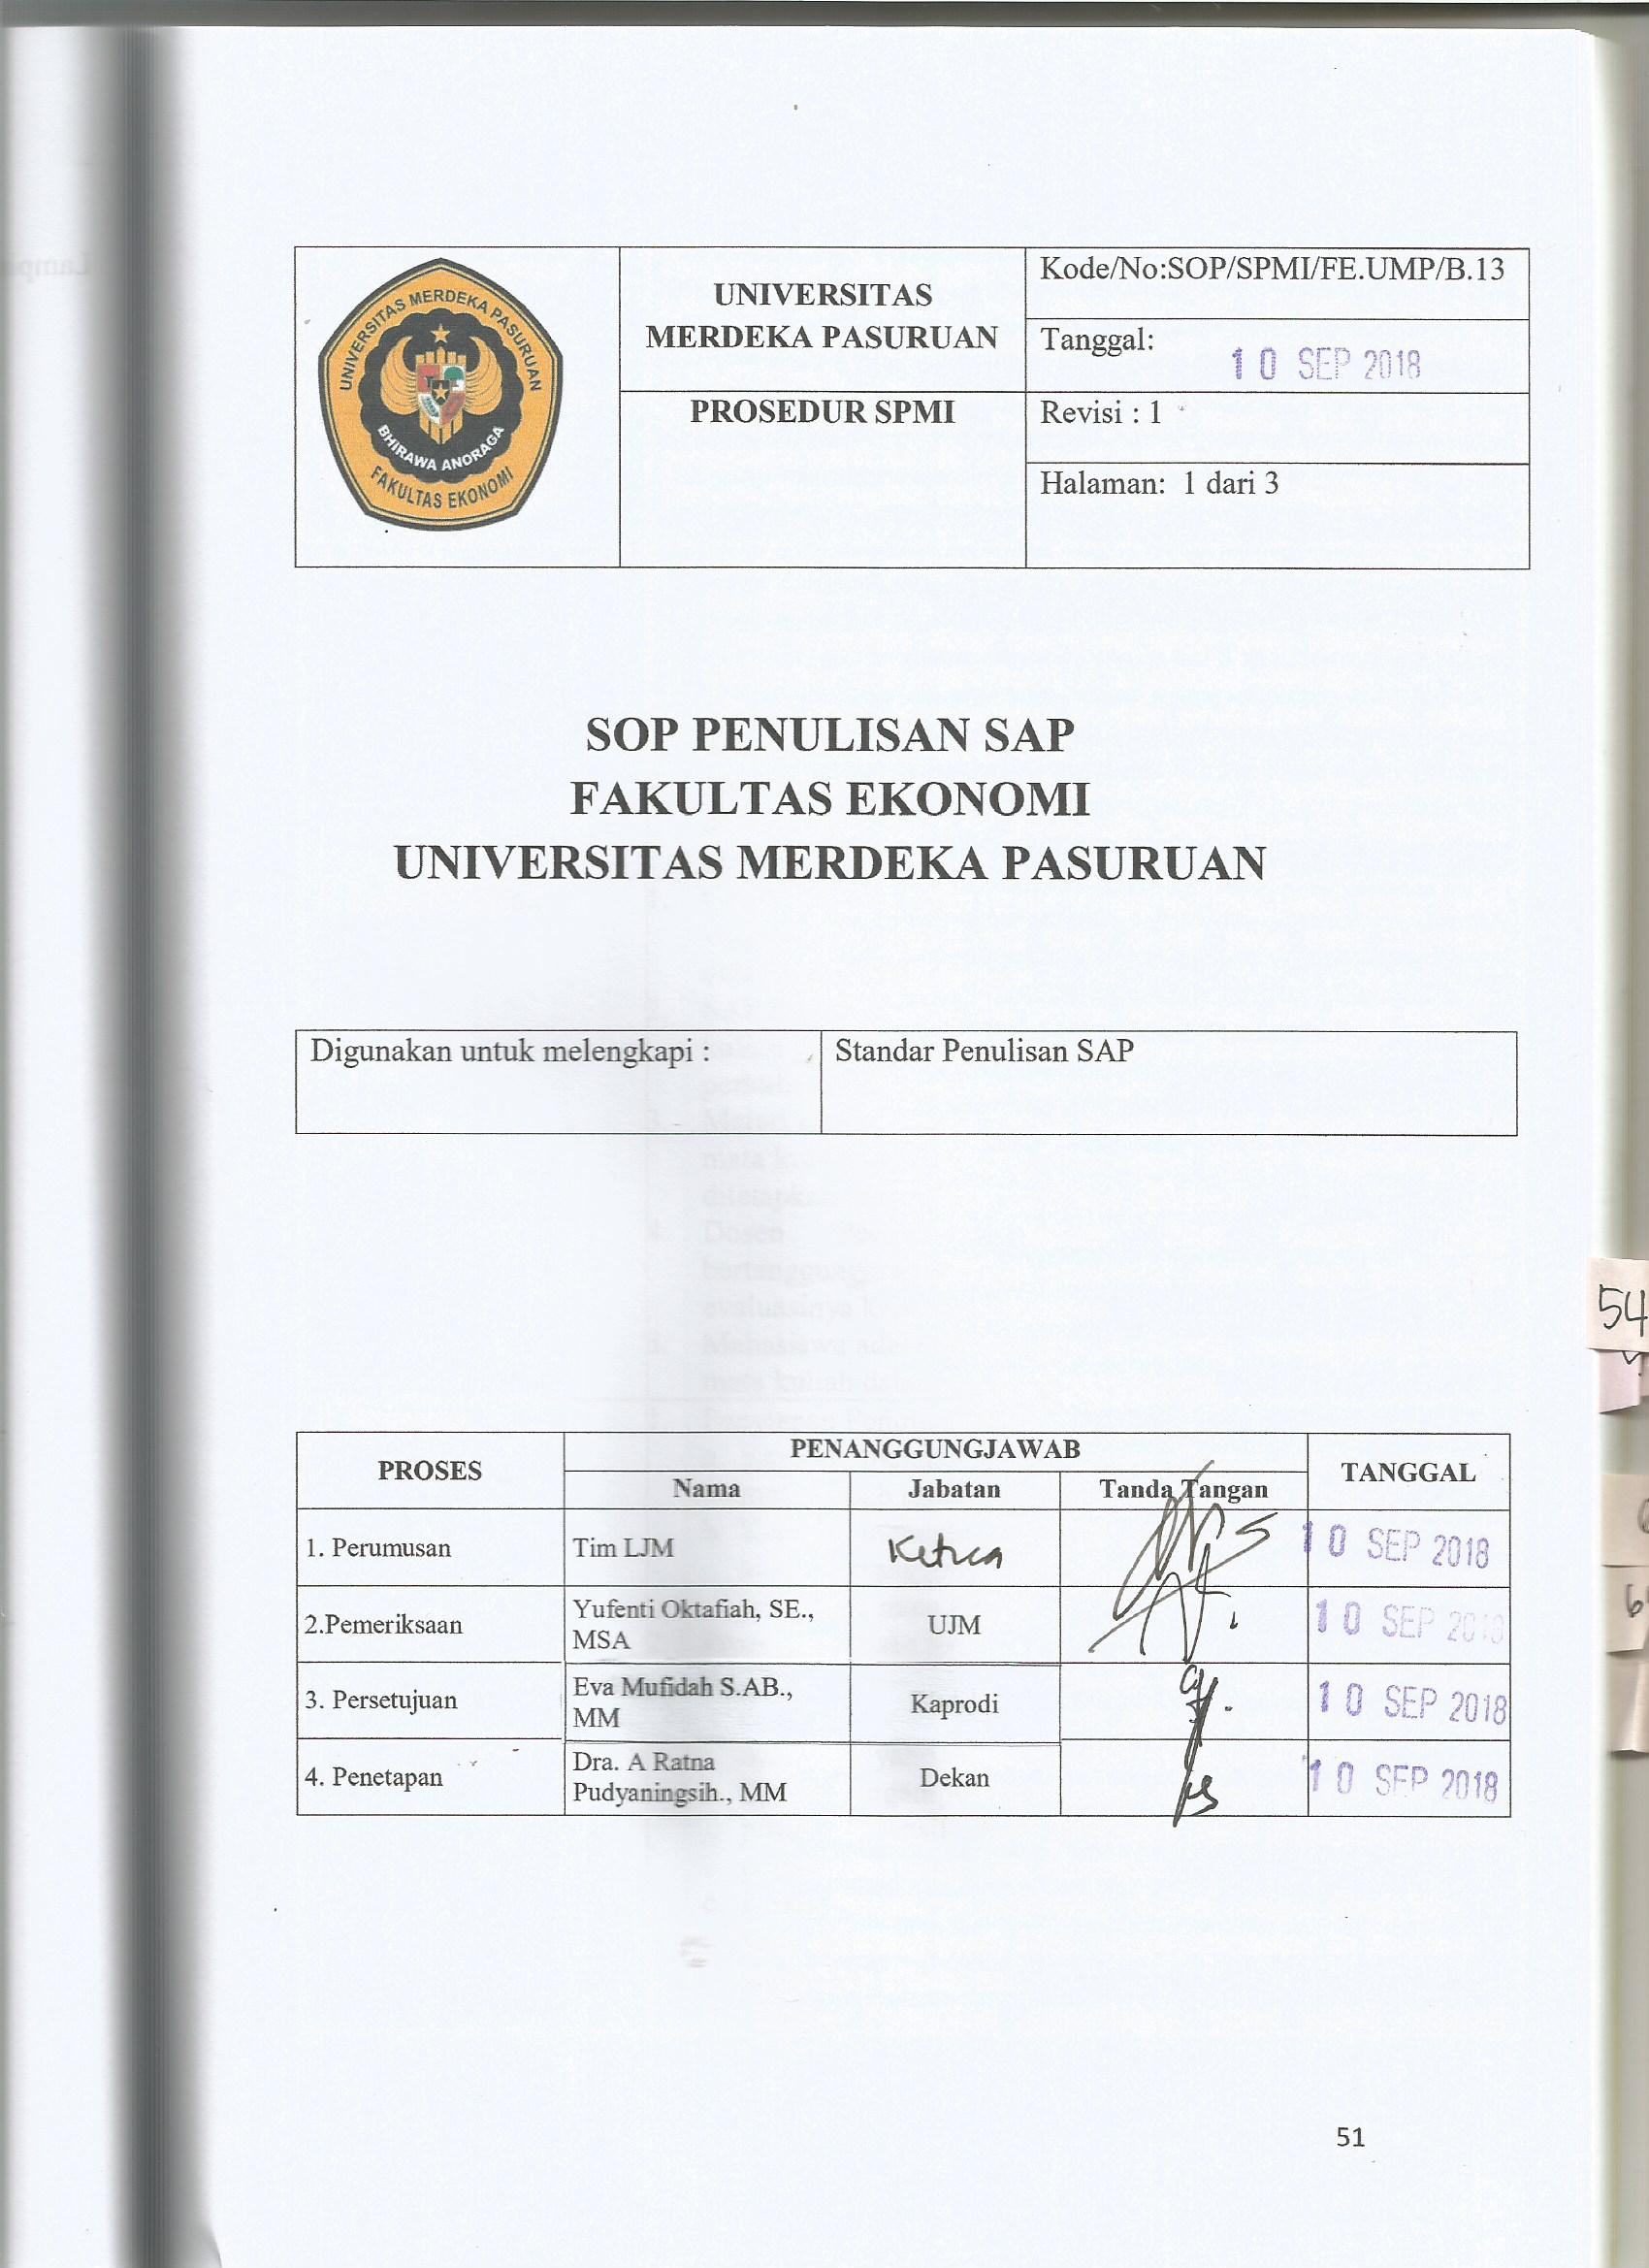 UNIVERSITAS MERDEKA PASURUAN
BHIRAWA ANORAGA
FAKULTAS EKONOMI
UNIVERSITAS
MERDEKA PASURUAN
PROSEDUR SPMI
Kode/No:SOP/SPMI/FE.UMP/B.13
Tanggal:
10 SEP 2018
Revisi : 1
Halaman: 1 dari 3
SOP PENULISAN SAP
FAKULTAS EKONOMI
UNIVERSITAS MERDEKA PASURUAN
Digunakan untuk melengkapi :
Standar Penulisan SAP
54
PROSES
PENANGGUNGJAWAB
TANGGAL
Nama
Jabatan
Tanda Tangan
1. Perumusan
Tim LJM
Ketua
10 SEP 2018
2.Pemeriksaan
Yufenti Oktafiah, SE.,
MSA
UJM
10 SEP 2018
3. Persetujuan
Eva Mufidah S.AB.,
MM
Kaprodi
10 SEP 2018
4. Penetapan
Dra. A Ratna
Pudyaningsih., MM
Dekan
10 SEP 2018
51